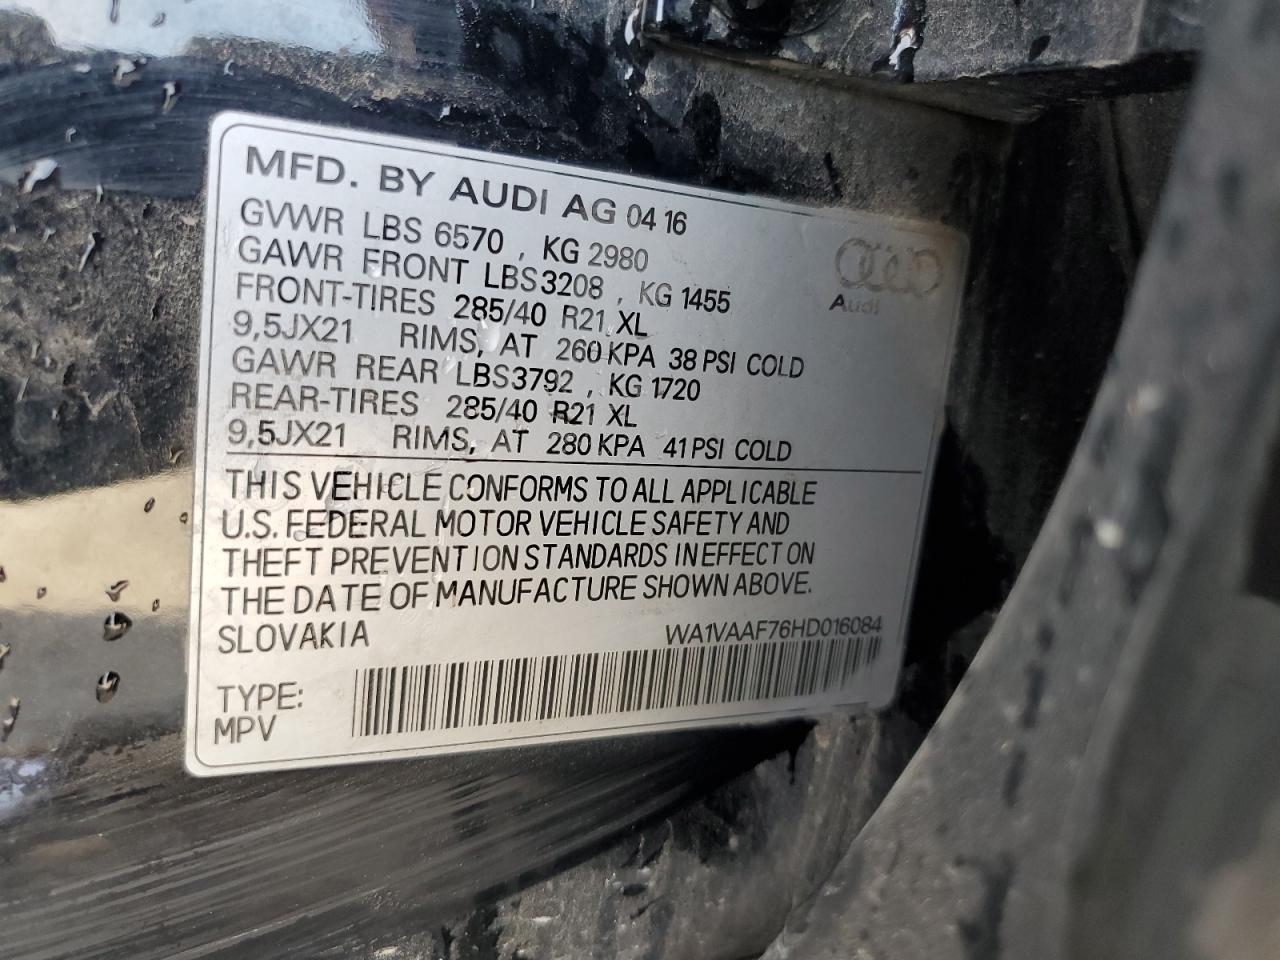 MFD. BY AUDI AG 04 16
GVWR LBS 6570 , KG 2980
GAWR FRONT LBS 3208 , KG 1455
FRONT-TIRES 285/40 R21 XL
9,5JX21 RIMS, AT 260 KPA 38 PSI COLD
GAWR REAR LBS 3792 , KG 1720
REAR-TIRES 285/40 R21 XL
9,5JX21 RIMS, AT 280 KPA 41 PSI COLD
Audi
THIS VEHICLE CONFORMS TO ALL APPLICABLE
U.S. FEDERAL MOTOR VEHICLE SAFETY AND
THEFT PREVENTION STANDARDS IN EFFECT ON
THE DATE OF MANUFACTURE SHOWN ABOVE.
SLOVAKIA WA1VAAF76HD016084
TYPE:
MPV